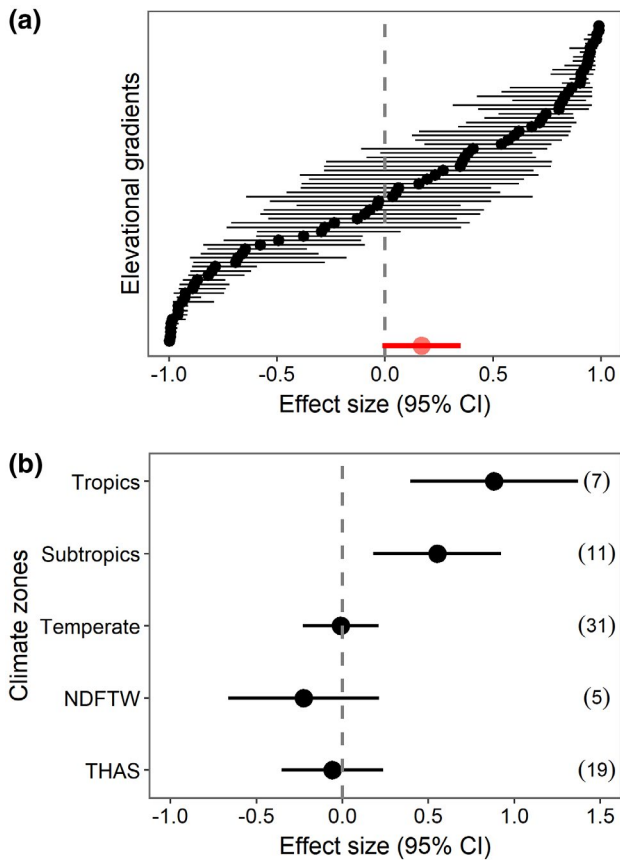 (a)
Elevational gradients
-1.0 -0.5 0.0 0.5 1.0
Effect size (95% CI)
(b)
Climate zones
Tropics (7)
Subtropics (11)
Temperate (31)
NDFTW (5)
THAS (19)
-1.0 -0.5 0.0 0.5 1.0 1.5
Effect size (95% CI)